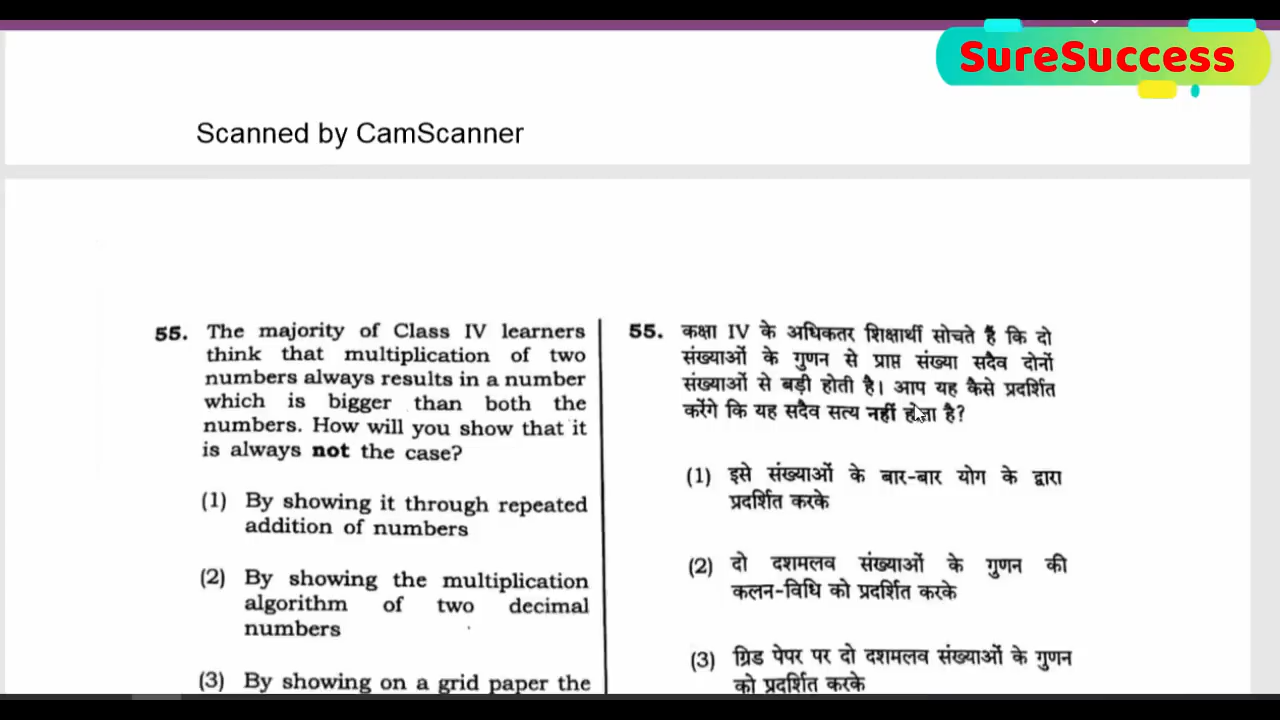 SureSuccess
Scanned by CamScanner
55. The majority of Class IV learners
think that multiplication of two
numbers always results in a number
which is bigger than both the
numbers. How will you show that it
is always not the case?
(1) By showing it through repeated
addition of numbers
(2) By showing the multiplication
algorithm of two decimal
numbers
(3) By showing on a grid paper the
55. कक्षा IV के अधिकतर शिक्षार्थी सोचते हैं कि दो
संख्याओं के गुणन से प्राप्त संख्या सदैव दोनों
संख्याओं से बड़ी होती है। आप यह कैसे प्रदर्शित
करेंगे कि यह सदैव सत्य नहीं होता है?
(1) इसे संख्याओं के बार-बार योग के द्वारा
प्रदर्शित करके
(2) दो दशमलव संख्याओं के गुणन की
कलन-विधि को प्रदर्शित करके
(3) ग्रिड पेपर पर दो दशमलव संख्याओं के गुणन
को प्रदर्शित करके